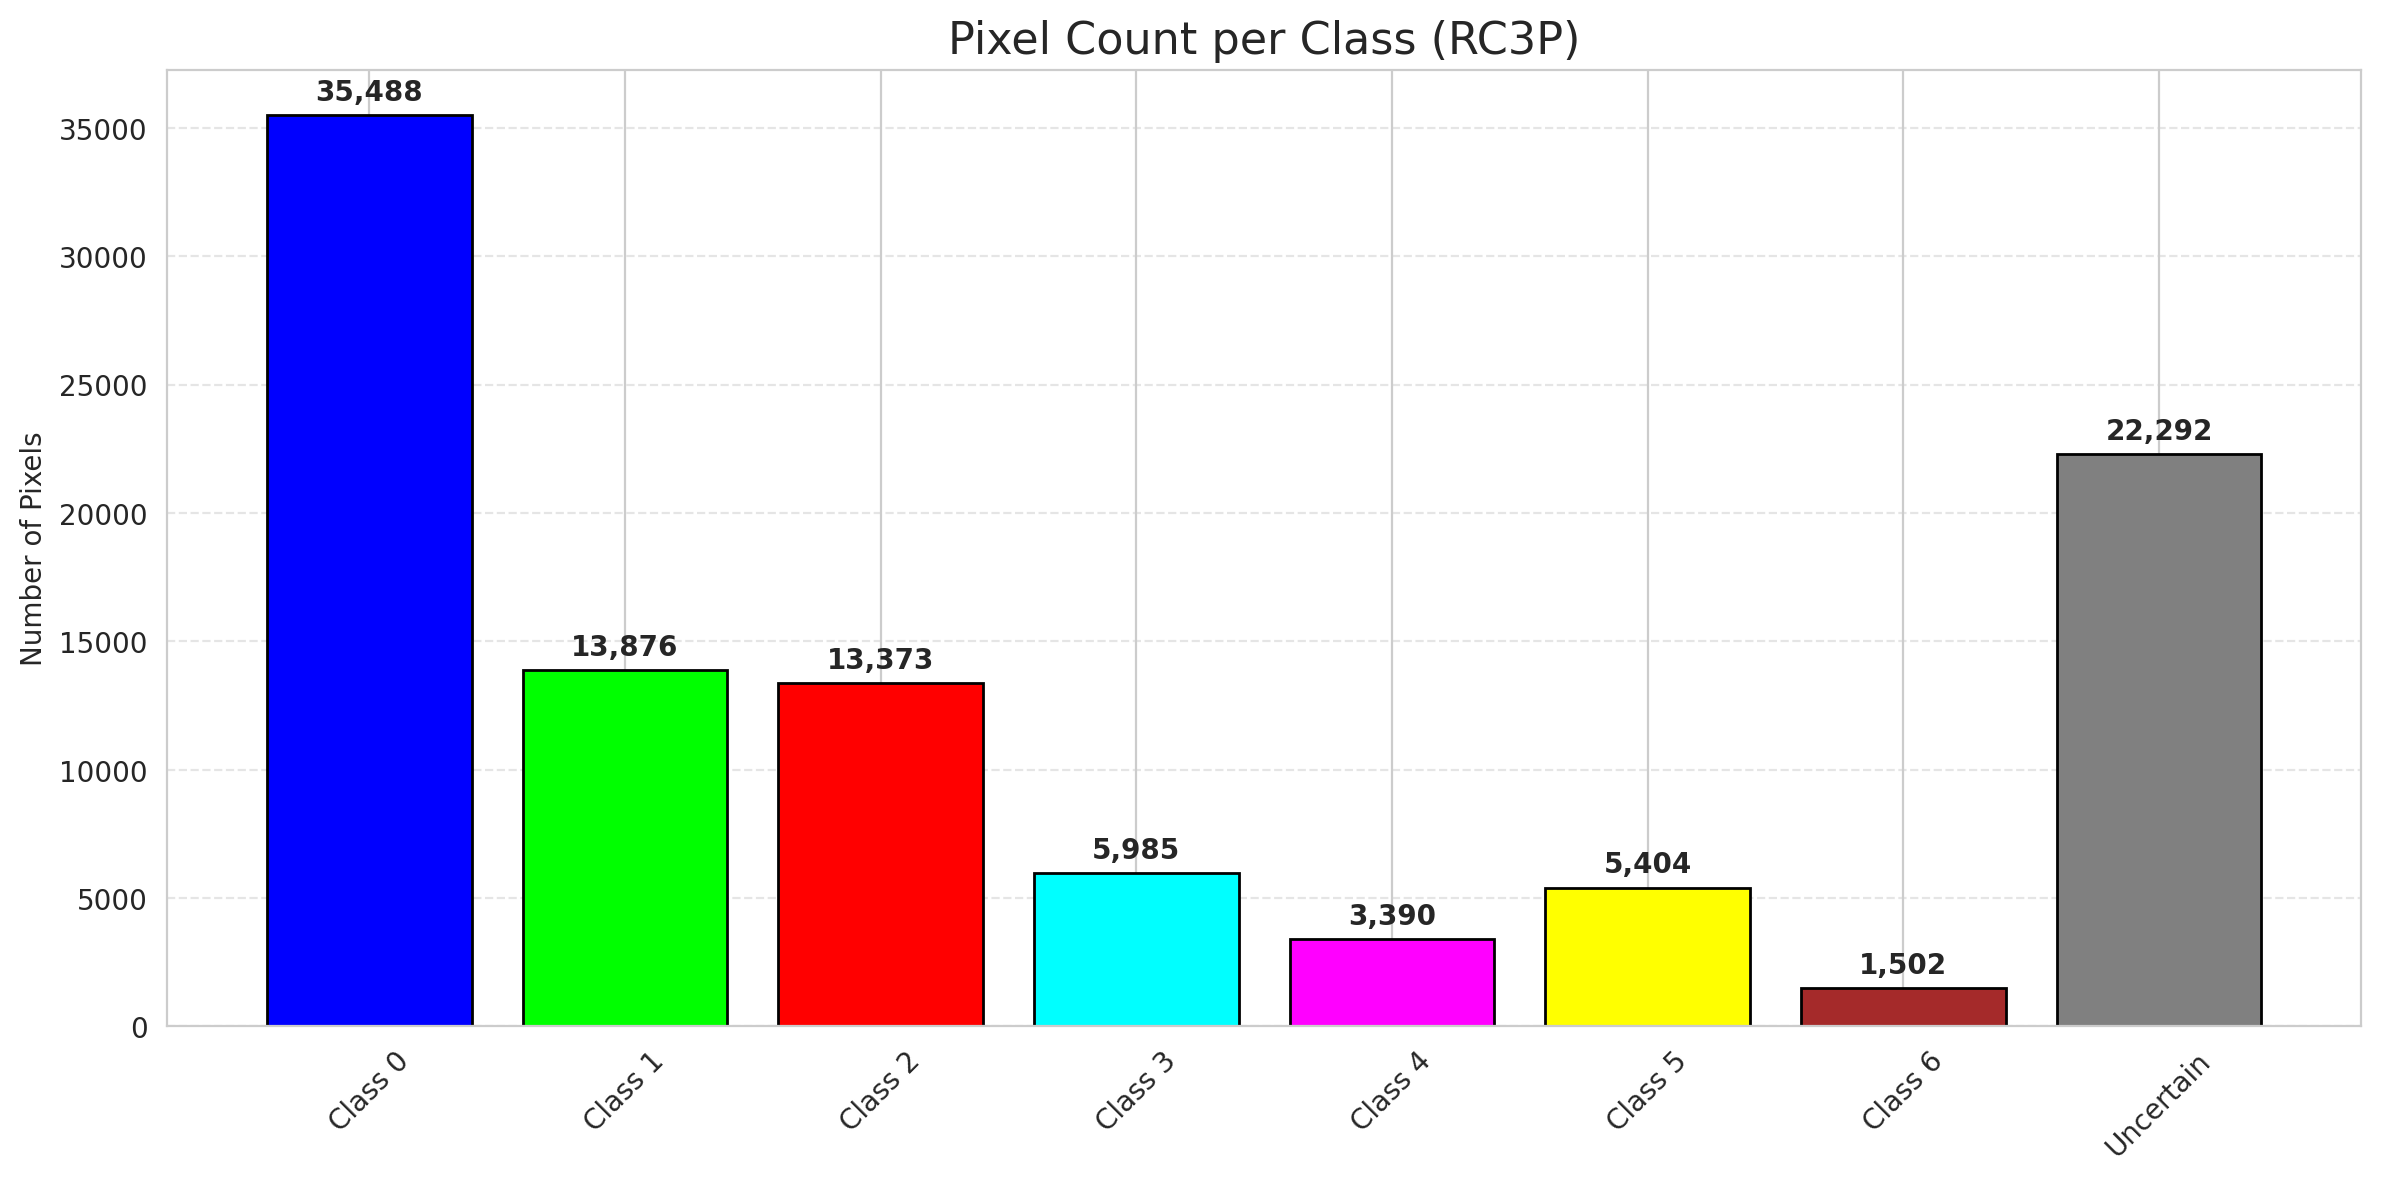 Pixel Count per Class (RC3P)
Number of Pixels
35000
30000
25000
20000
15000
10000
5000
0
35,488
13,876
13,373
5,985
3,390
5,404
1,502
22,292
Class 0
Class 1
Class 2
Class 3
Class 4
Class 5
Class 6
Uncertain